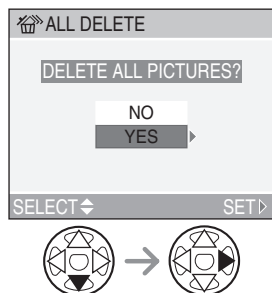 ALL DELETE
DELETE ALL PICTURES?
NO
YES
SELECT SET